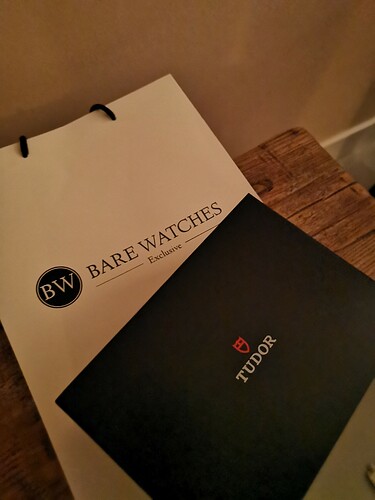 BW
BARE WATCHES
Exclusive
TUDOR